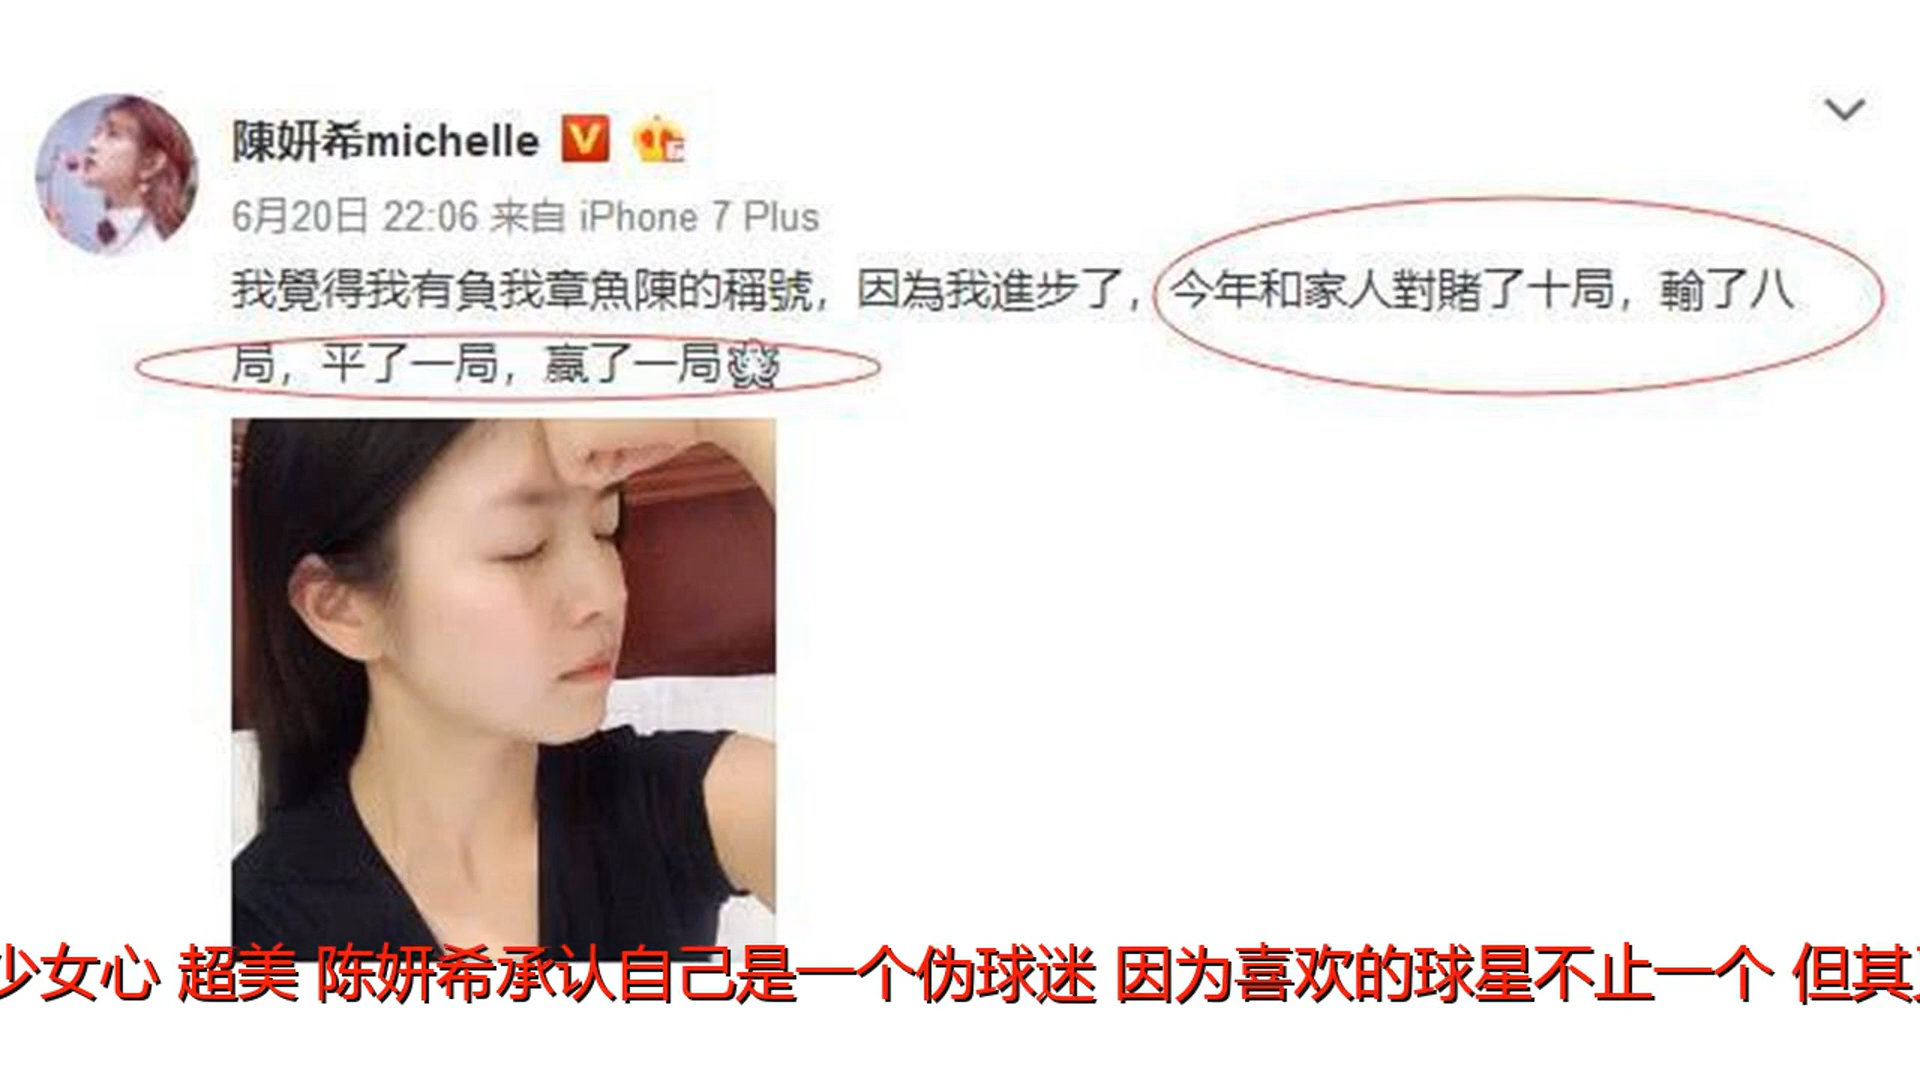 陳妍希michelle
6月20日 22:06 来自 iPhone 7 Plus
我覺得我有負我章魚陳的稱號，因為我進步了，今年和家人對賭了十局，輸了八
局，平了一局，贏了一局
少女心 超美 陈妍希承认自己是一个伪球迷 因为喜欢的球星不止一个 但其